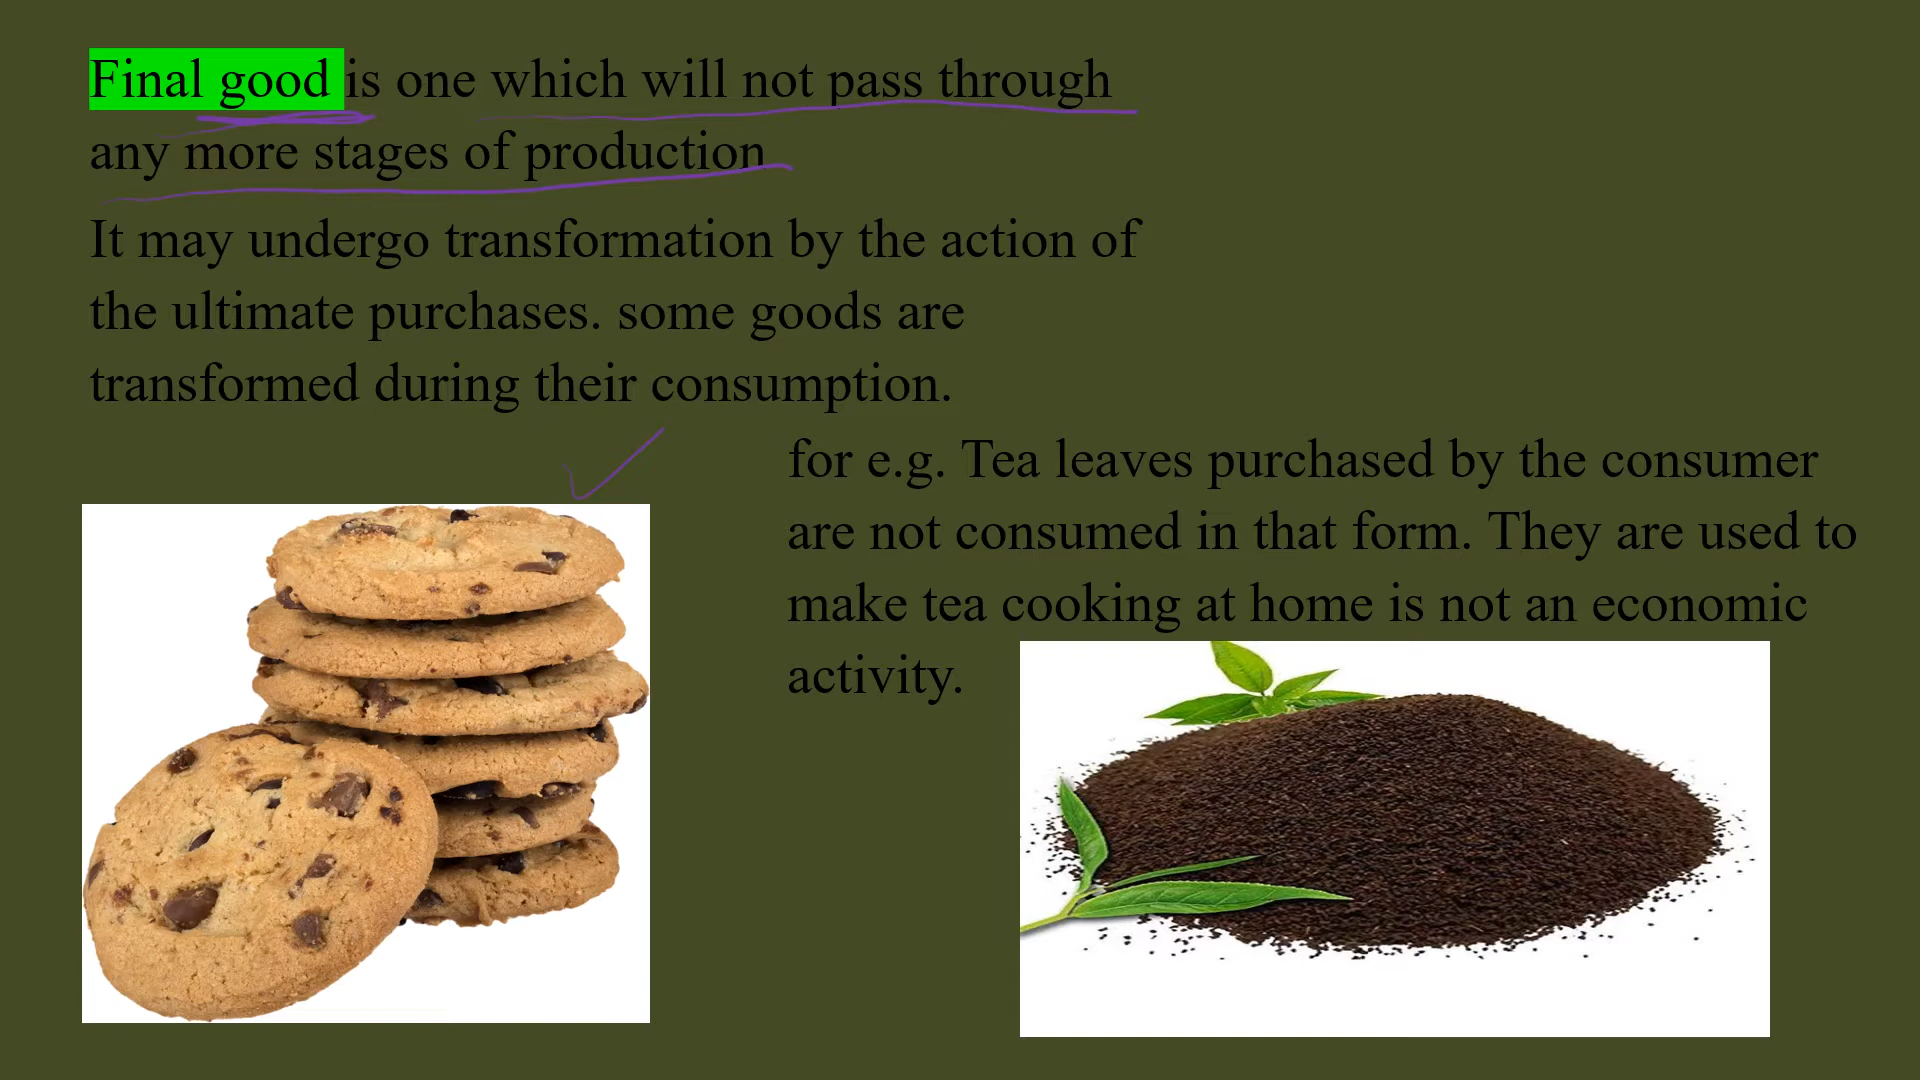 Final good is one which will not pass through
any more stages of production
It may undergo transformation by the action of
the ultimate purchases. some goods are
transformed during their consumption.
for e.g. Tea leaves purchased by the consumer
are not consumed in that form. They are used to
make tea cooking at home is not an economic
activity.